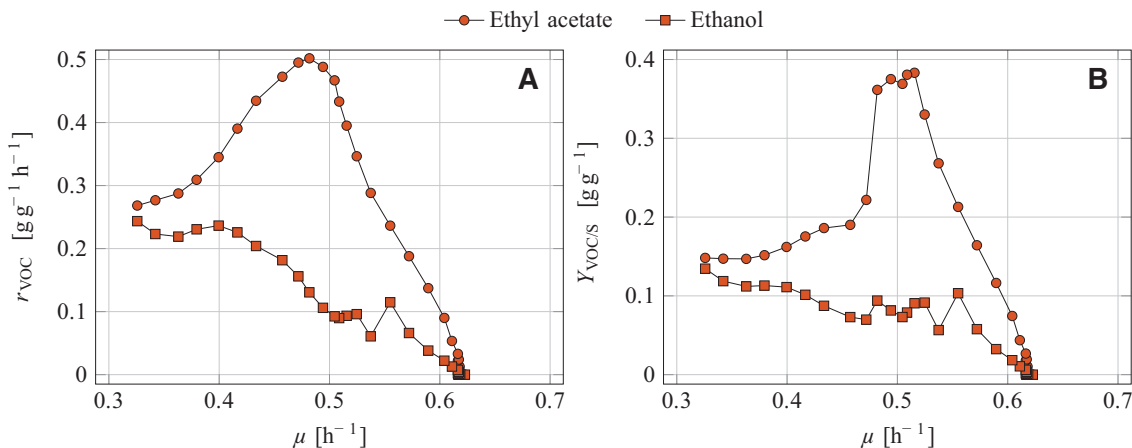 Ethyl acetate Ethanol
A
0.5
0.4
0.3
0.2
0.1
0
0.3 0.4 0.5 0.6 0.7
r_VOC [g g⁻¹ h⁻¹]
μ [h⁻¹]
B
0.4
0.3
0.2
0.1
0
0.3 0.4 0.5 0.6 0.7
Y_VOC/s [g g⁻¹]
μ [h⁻¹]